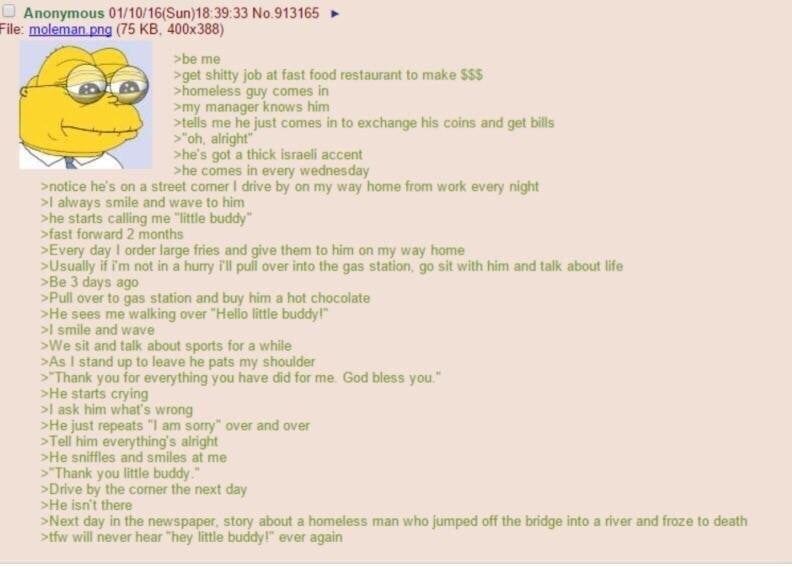 Anonymous 01/10/16(Sun)18:39:33 No.913165 ►
File: moleman.png (75 KB, 400x388)
>be me
>get shitty job at fast food restaurant to make $$$
>homeless guy comes in
>my manager knows him
>tells me he just comes in to exchange his coins and get bills
>"oh, alright"
>he's got a thick israeli accent
>he comes in every wednesday
>notice he's on a street corner I drive by on my way home from work every night
>I always smile and wave to him
>he starts calling me "little buddy"
>fast forward 2 months
>Every day I order large fries and give them to him on my way home
>Usually if i'm not in a hurry i'll pull over into the gas station, go sit with him and talk about life
>Be 3 days ago
>Pull over to gas station and buy him a hot chocolate
>He sees me walking over "Hello little buddy!"
>I smile and wave
>We sit and talk about sports for a while
>As I stand up to leave he pats my shoulder
>"Thank you for everything you have did for me. God bless you."
>He starts crying
>I ask him what's wrong
>He just repeats "I am sorry" over and over
>Tell him everything's alright
>He sniffles and smiles at me
>"Thank you little buddy."
>Drive by the corner the next day
>He isn't there
>Next day in the newspaper, story about a homeless man who jumped off the bridge into a river and froze to death
>tfw will never hear "hey little buddy!" ever again